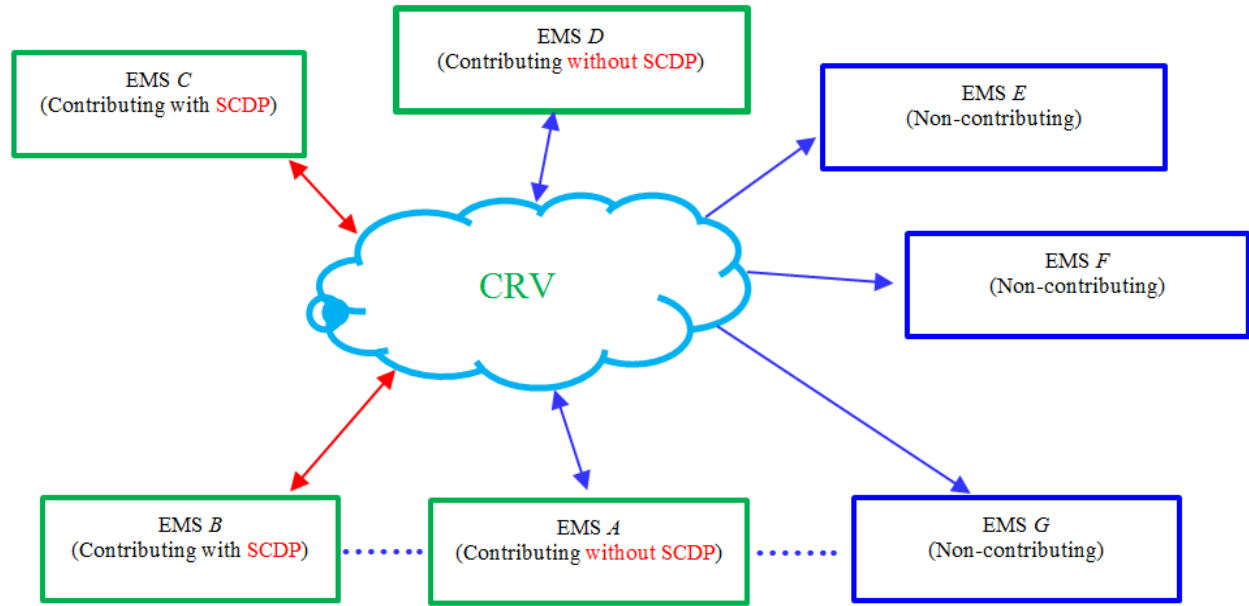 EMS D
(Contributing without SCDP)
EMS C
(Contributing with SCDP)
EMS E
(Non-contributing)
EMS F
(Non-contributing)
CRV
EMS B
(Contributing with SCDP)
EMS A
(Contributing without SCDP)
EMS G
(Non-contributing)